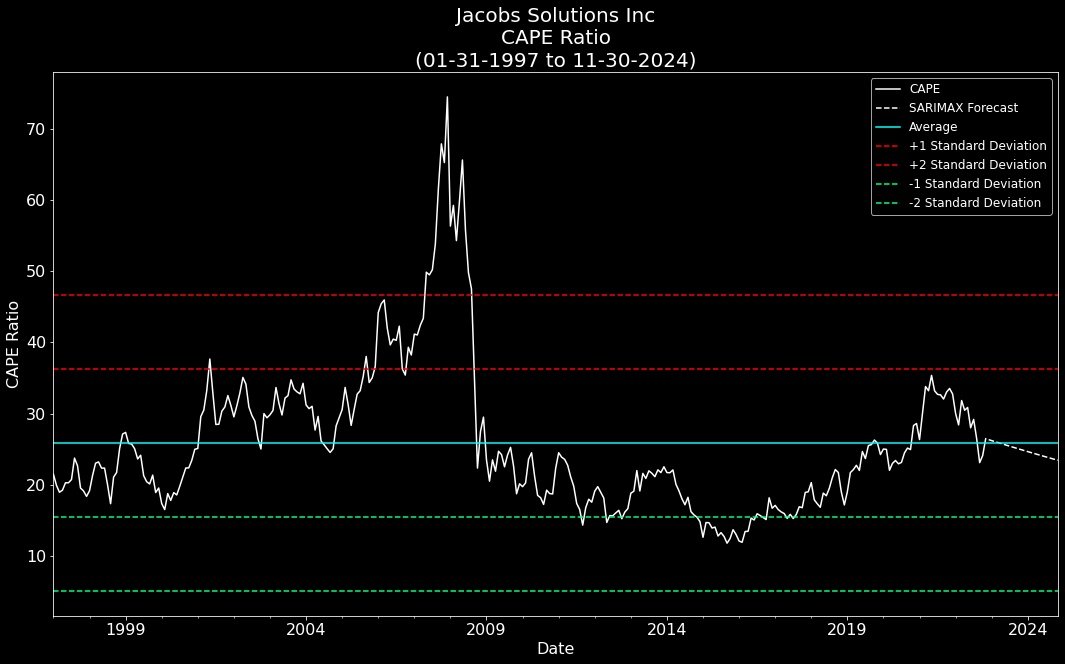 Jacobs Solutions Inc
CAPE Ratio
(01-31-1997 to 11-30-2024)
CAPE
SARIMAX Forecast
Average
+1 Standard Deviation
+2 Standard Deviation
-1 Standard Deviation
-2 Standard Deviation
CAPE Ratio
70
60
50
40
30
20
10
1999
2004
2009
2014
2019
2024
Date